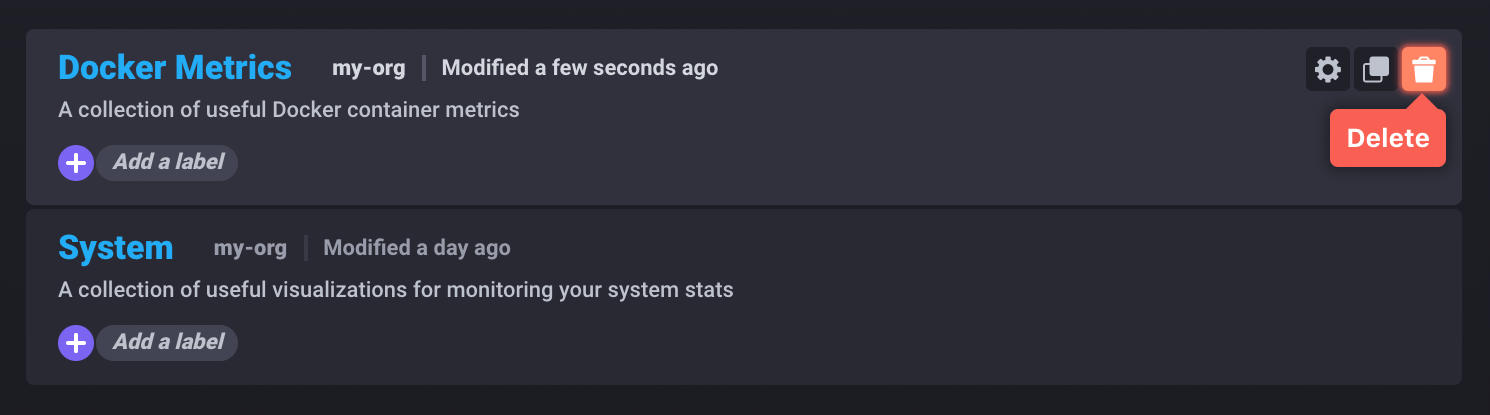 Docker Metrics my-org Modified a few seconds ago
A collection of useful Docker container metrics
Delete
Add a label
System my-org Modified a day ago
A collection of useful visualizations for monitoring your system stats
Add a label